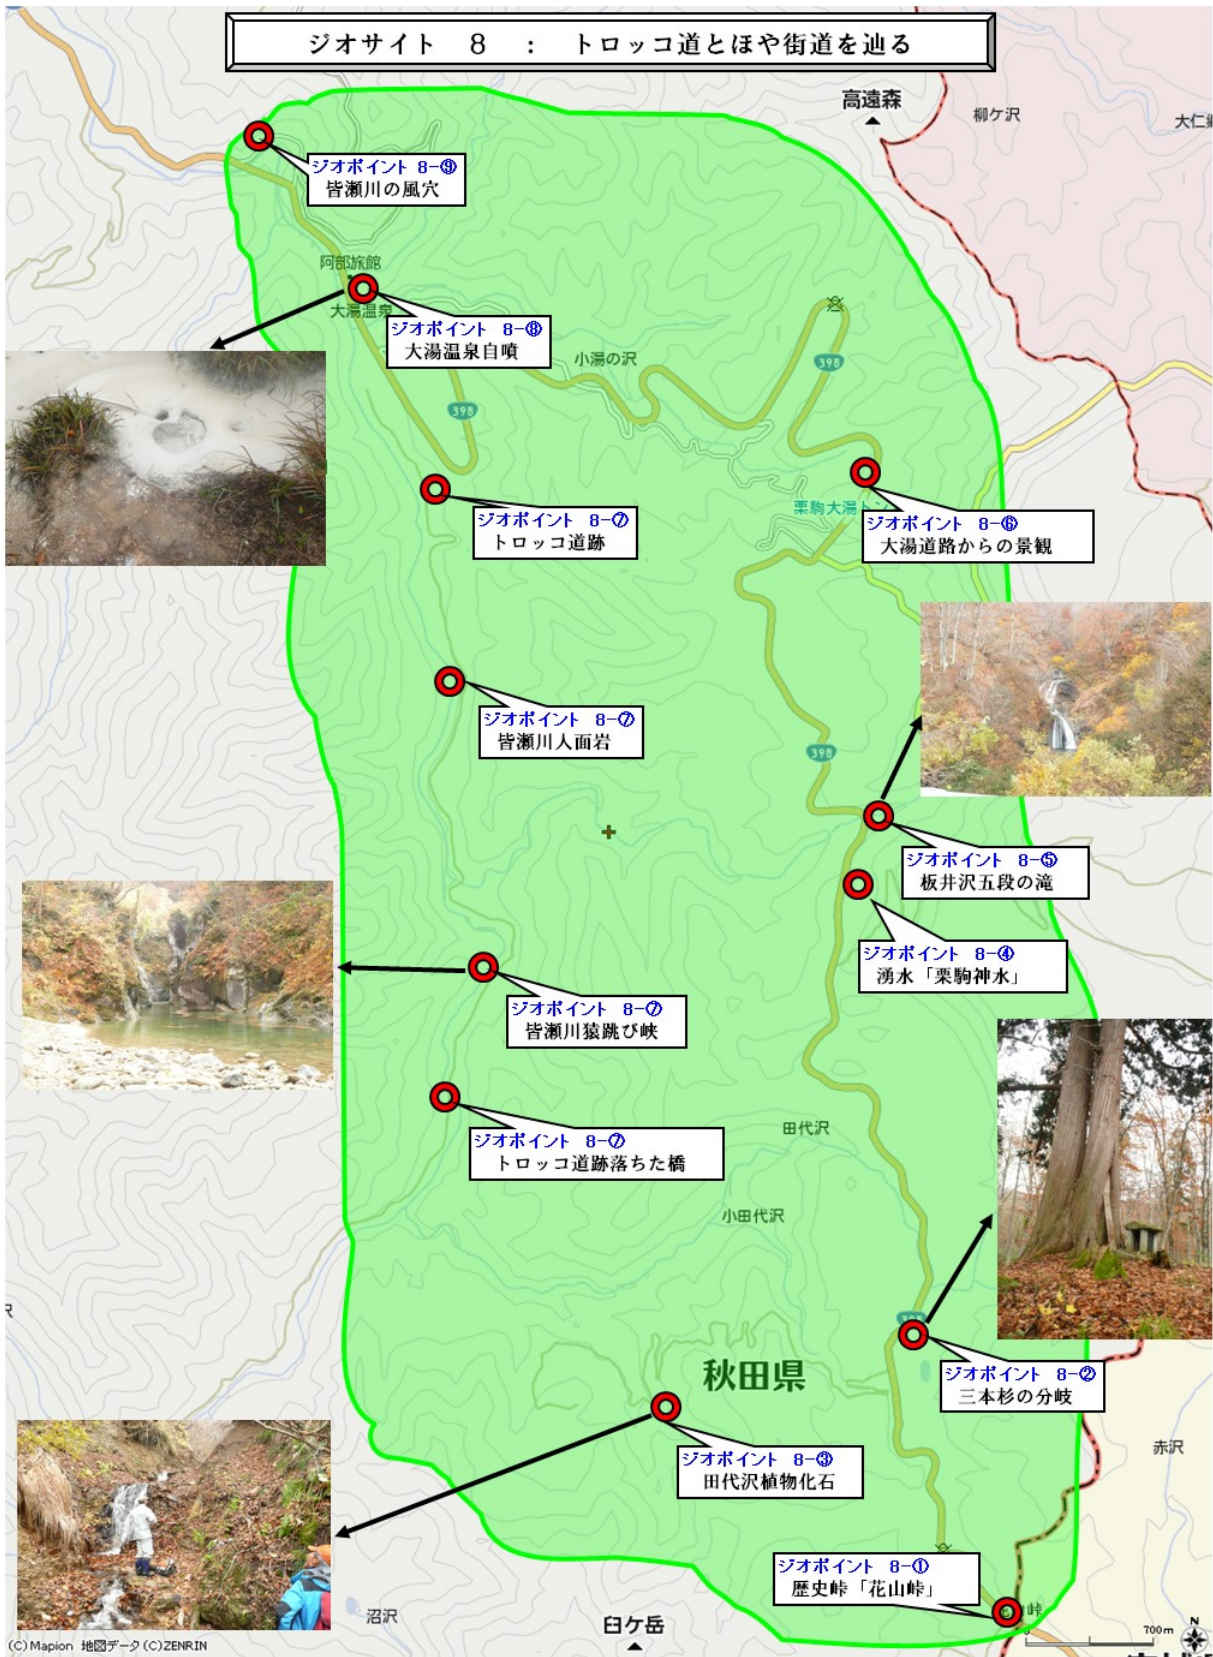 ジオサイト 8 : トロッコ道とほや街道を辿る
高遠森
柳ケ沢
大仁郷
ジオポイント 8-⑨
皆瀬川の風穴
阿部旅館
大湯温泉
ジオポイント 8-⑧
大湯温泉自噴
小湯の沢
398
398
ジオポイント 8-⑦
トロッコ道跡
栗駒大湯トン
ジオポイント 8-⑥
大湯道路からの景観
ジオポイント 8-⑦
皆瀬川人面岩
398
ジオポイント 8-⑤
板井沢五段の滝
ジオポイント 8-④
湧水「栗駒神水」
ジオポイント 8-⑦
皆瀬川猿跳び峡
ジオポイント 8-⑦
トロッコ道跡落ちた橋
田代沢
小田代沢
沢
398
秋田県
ジオポイント 8-②
三本杉の分岐
赤沢
ジオポイント 8-③
田代沢植物化石
ジオポイント 8-①
歴史峠「花山峠」
峠
沼沢
臼ケ岳
0
700m
N
(C)Mapion 地図データ(C)ZENRIN